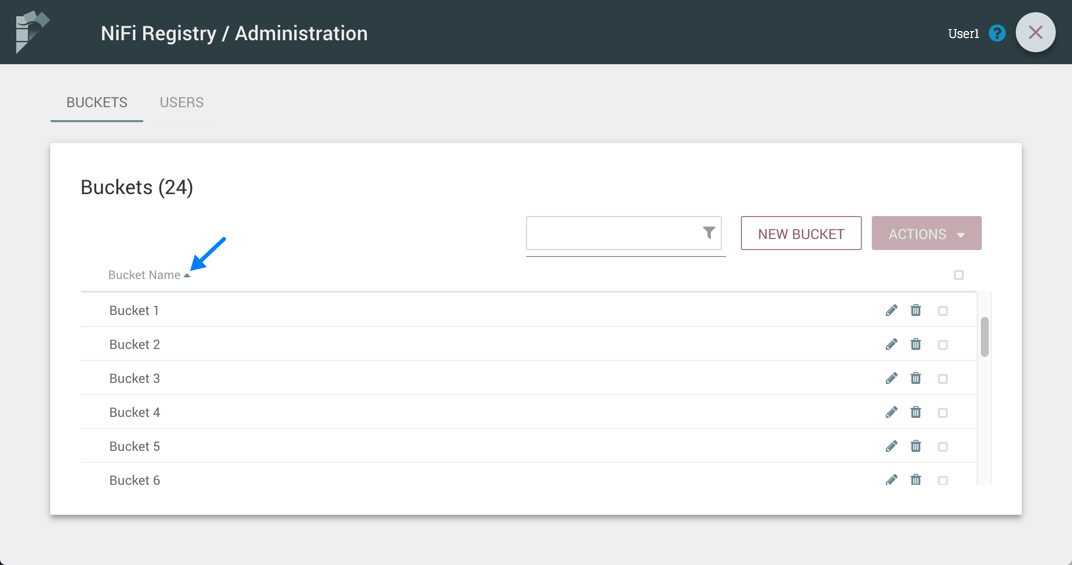 NiFi Registry / Administration
User1 ?
BUCKETS USERS
Buckets (24)
NEW BUCKET ACTIONS
Bucket Name
Bucket 1
Bucket 2
Bucket 3
Bucket 4
Bucket 5
Bucket 6